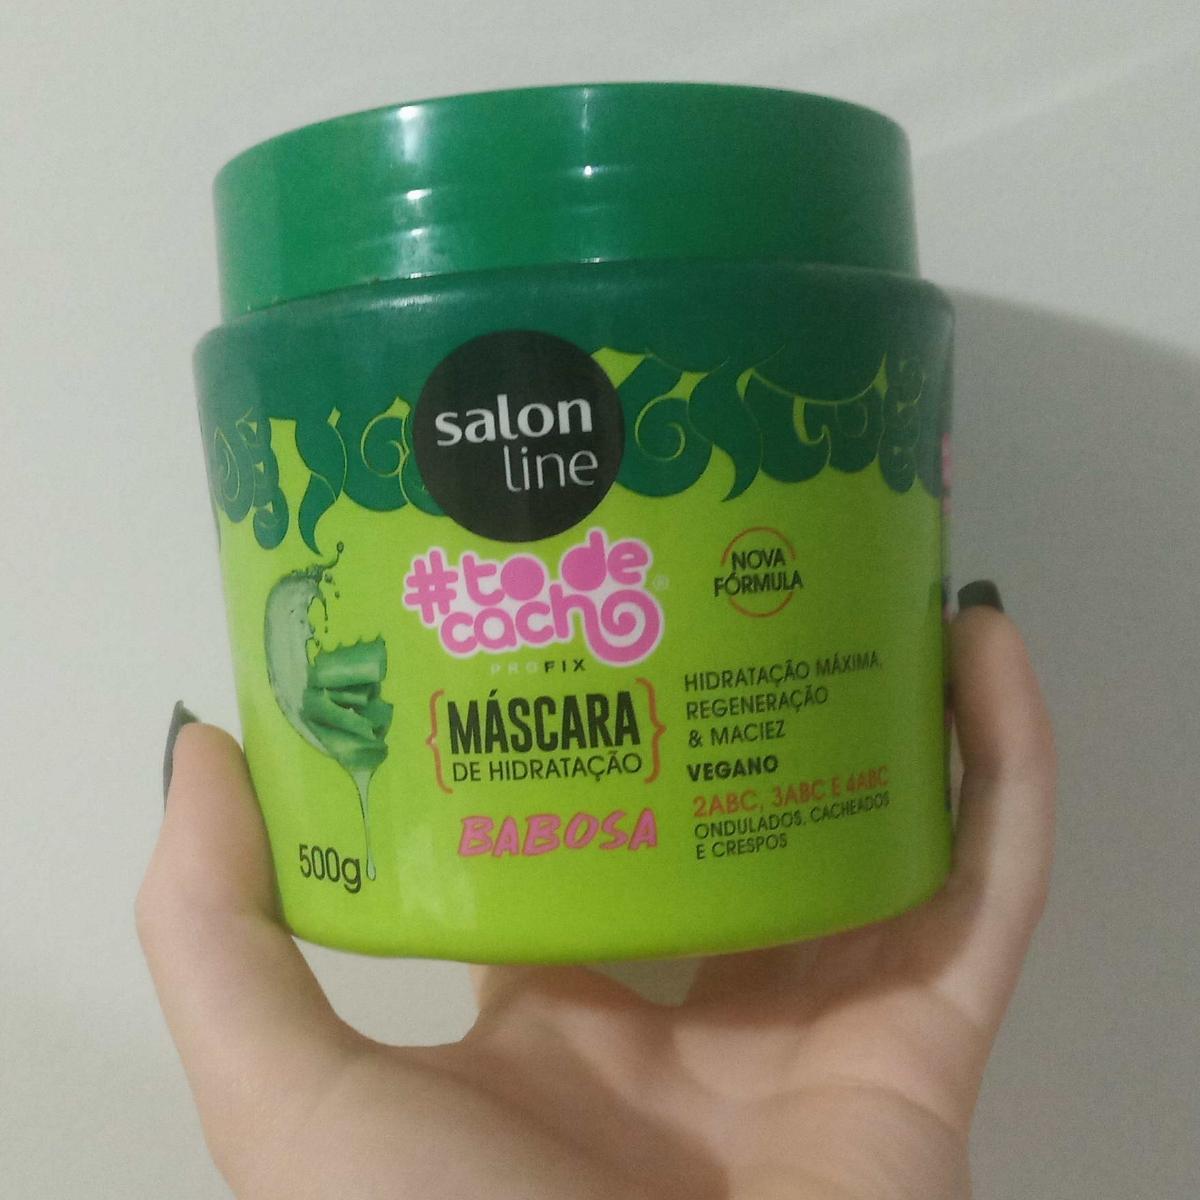 salon
line
#to de
cacho®
PROFIX
{MÁSCARA
DE HIDRATAÇÃO}
BABOSA
500g
NOVA
FÓRMULA
HIDRATAÇÃO MÁXIMA,
REGENERAÇÃO
& MACIEZ
VEGANO
2ABC, 3ABC E 4ABC
ONDULADOS, CACHEADOS
E CRESPOS